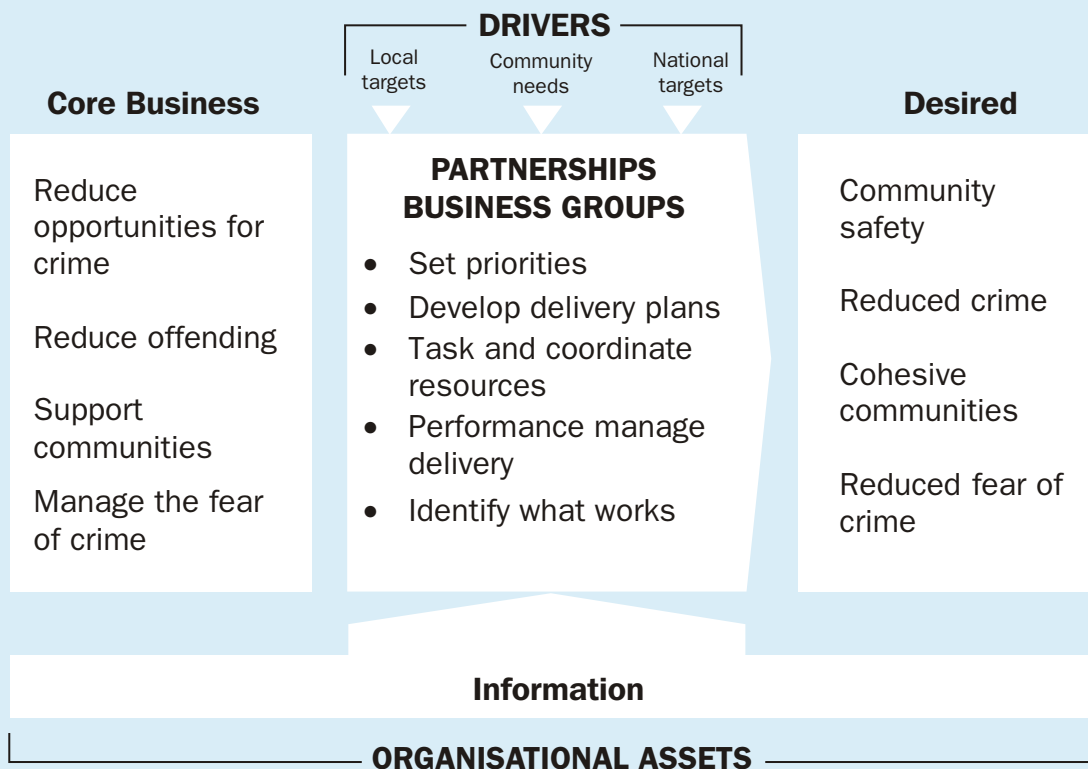 DRIVERS
Local
targets
Community
needs
National
targets
Core Business
Reduce
opportunities for
crime
Reduce offending
Support
communities
Manage the fear
of crime
PARTNERSHIPS
BUSINESS GROUPS
• Set priorities
• Develop delivery plans
• Task and coordinate
resources
• Performance manage
delivery
• Identify what works
Desired
Community
safety
Reduced crime
Cohesive
communities
Reduced fear of
crime
Information
ORGANISATIONAL ASSETS